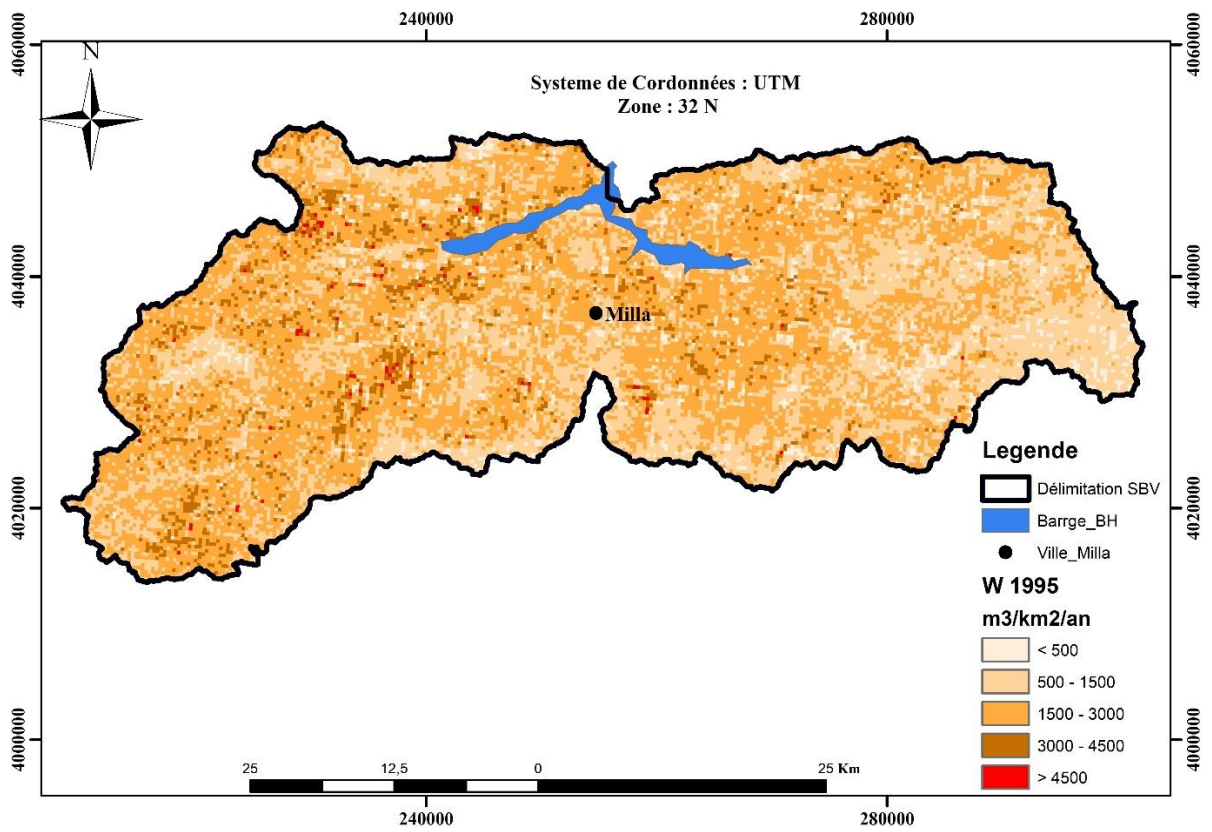 240000
280000
4060000
4060000
N
Systeme de Cordonnées : UTM
Zone : 32 N
4040000
4040000
Milla
Legende
Délimitation SBV
Barrge_BH
Ville_Milla
4020000
4020000
W 1995
m3/km2/an
< 500
500 - 1500
1500 - 3000
3000 - 4500
> 4500
4000000
4000000
25
12,5
0
25 Km
240000
280000